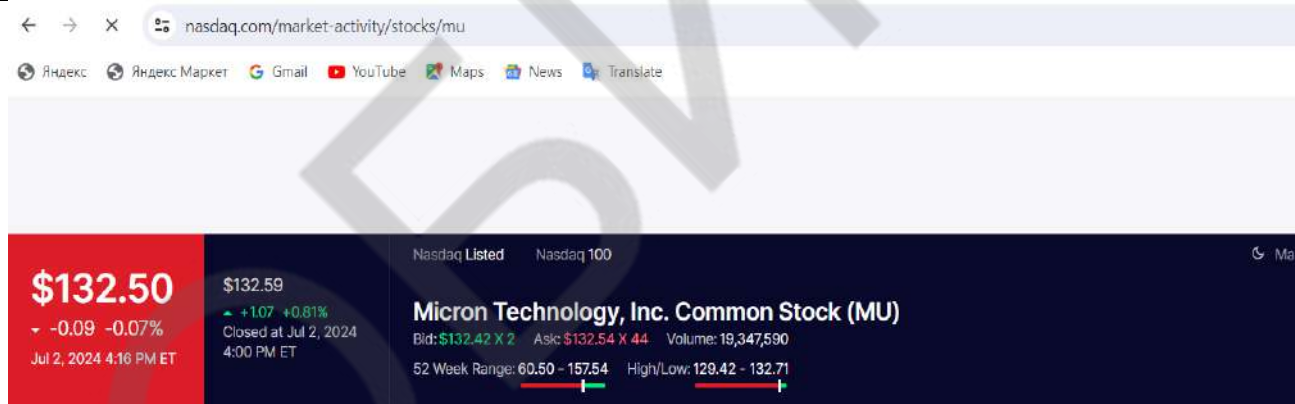 nasdaq.com/market-activity/stocks/mu
Яндекс Яндекс Маркет Gmail YouTube Maps News Translate
Nasdaq Listed Nasdaq 100
$132.50
-0.09 -0.07%
Jul 2, 2024 4:16 PM ET
$132.59
+1.07 +0.81%
Closed at Jul 2, 2024
4:00 PM ET
Micron Technology, Inc. Common Stock (MU)
Bid: $132.42 X 2 Ask: $132.54 X 44 Volume: 19,347,590
52 Week Range: 60.50 - 157.54 High/Low: 129.42 - 132.71